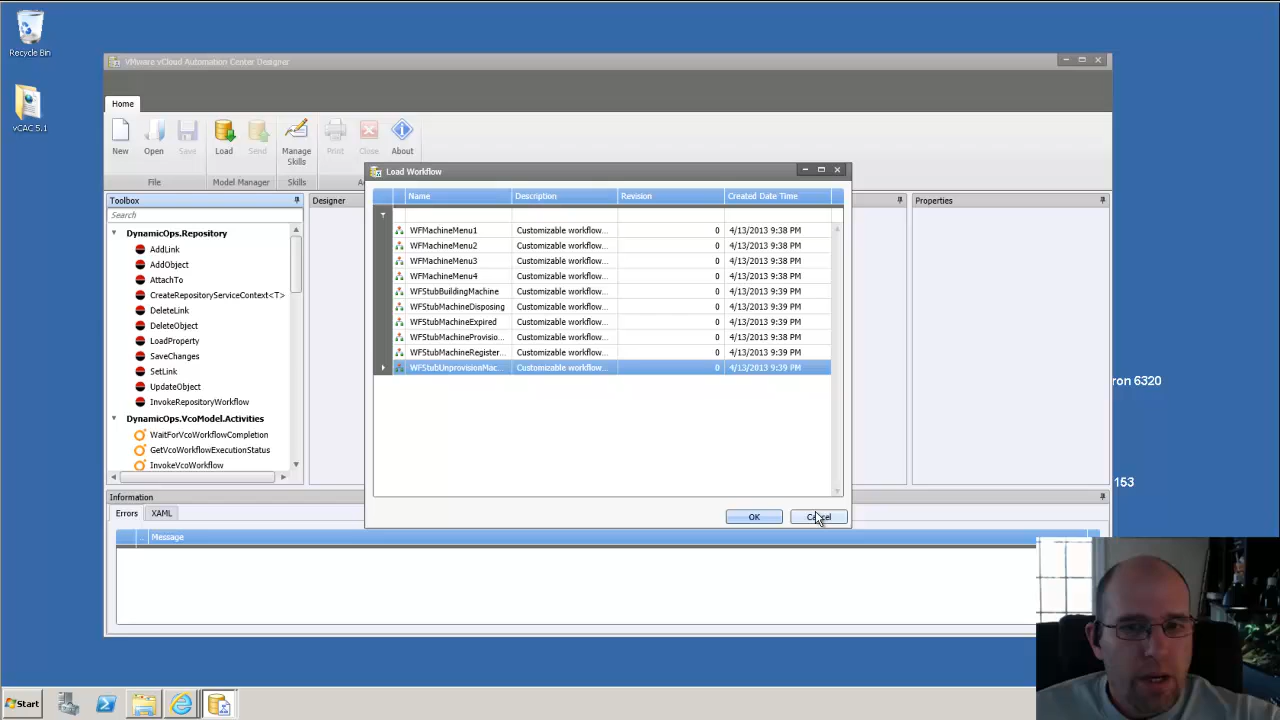 Recycle Bin
vCAC 5.1
VMware vCloud Automation Center Designer
Home
New
Open
Save
Load
Send
Manage
Skills
Print
Close
About
File
Model Manager
Skills
Toolbox
Search
DynamicOps.Repository
AddLink
AddObject
AttachTo
CreateRepositoryServiceContext<T>
DeleteLink
DeleteObject
LoadProperty
SaveChanges
SetLink
UpdateObject
InvokeRepositoryWorkflow
DynamicOps.VcoModel.Activities
WaitForVcoWorkflowCompletion
GetVcoWorkflowExecutionStatus
InvokeVcoWorkflow
Designer
Properties
Load Workflow
Name Description Revision Created Date Time
WFMachineMenu1 Customizable workflow... 0 4/13/2013 9:38 PM
WFMachineMenu2 Customizable workflow... 0 4/13/2013 9:38 PM
WFMachineMenu3 Customizable workflow... 0 4/13/2013 9:38 PM
WFMachineMenu4 Customizable workflow... 0 4/13/2013 9:38 PM
WFStubBuildingMachine Customizable workflow... 0 4/13/2013 9:39 PM
WFStubMachineDisposing Customizable workflow... 0 4/13/2013 9:39 PM
WFStubMachineExpired Customizable workflow... 0 4/13/2013 9:39 PM
WFStubMachineProvisio... Customizable workflow... 0 4/13/2013 9:38 PM
WFStubMachineRegister... Customizable workflow... 0 4/13/2013 9:39 PM
WFStubUnprovisionMac... Customizable workflow... 0 4/13/2013 9:39 PM
OK
Cancel
ron 6320
153
Information
Errors
XAML
... Message
Start